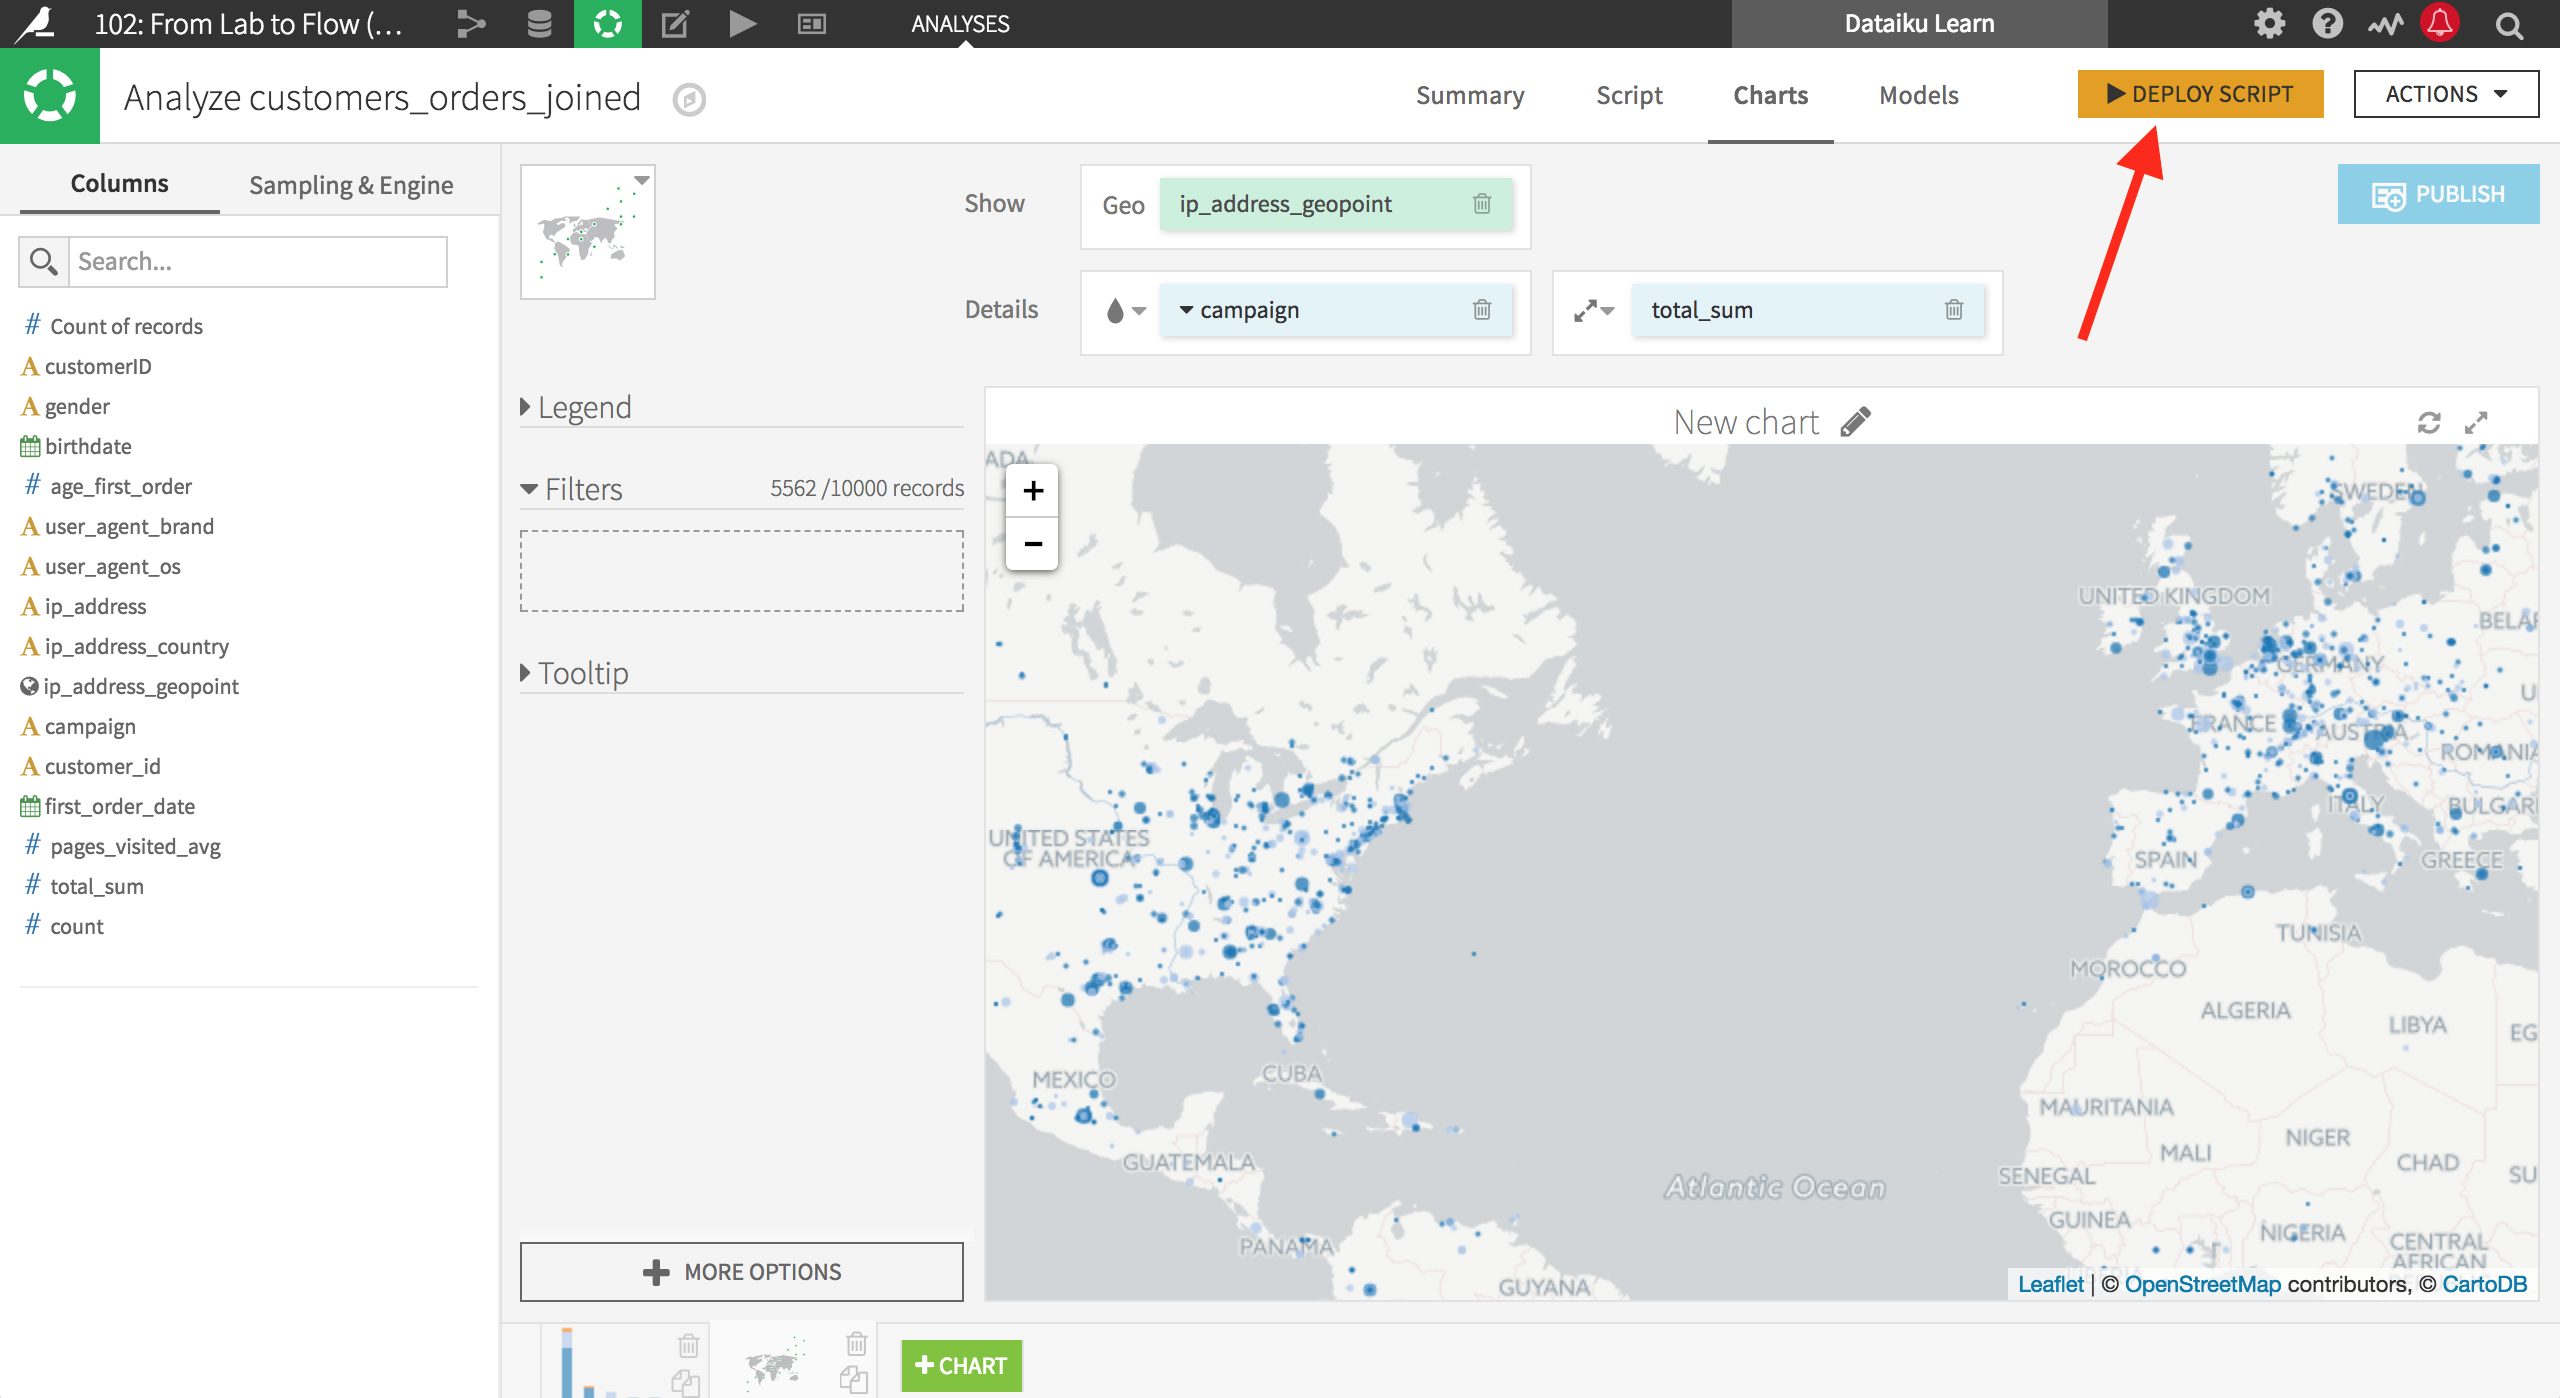 102: From Lab to Flow (...
ANALYSES
Dataiku Learn
Analyze customers_orders_joined
Summary
Script
Charts
Models
DEPLOY SCRIPT
ACTIONS
Columns
Sampling & Engine
Search...
# Count of records
A customerID
A gender
birthdate
# age_first_order
A user_agent_brand
A user_agent_os
A ip_address
A ip_address_country
ip_address_geopoint
A campaign
A customer_id
first_order_date
# pages_visited_avg
# total_sum
# count
Show
Geo
ip_address_geopoint
PUBLISH
Details
campaign
total_sum
Legend
Filters
5562 /10000 records
Tooltip
MORE OPTIONS
New chart
ADA
+
−
SWEDEN
UNITED KINGDOM
BELAR
GERMANY
U
FRANCE
AUSTRIA
ROMANIA
ITALY
BULGARI
UNITED STATES
OF AMERICA
SPAIN
GREECE
TUNISIA
MOROCCO
ALGERIA
LIBYA
EG
MEXICO
CUBA
MAURITANIA
NIGER
MALI
CHAD
GUATEMALA
SENEGAL
SU
Atlantic Ocean
GUINEA
NIGERIA
PANAMA
CENTRAL
AFRICAN
GUYANA
Leaflet | © OpenStreetMap contributors, © CartoDB
+ CHART